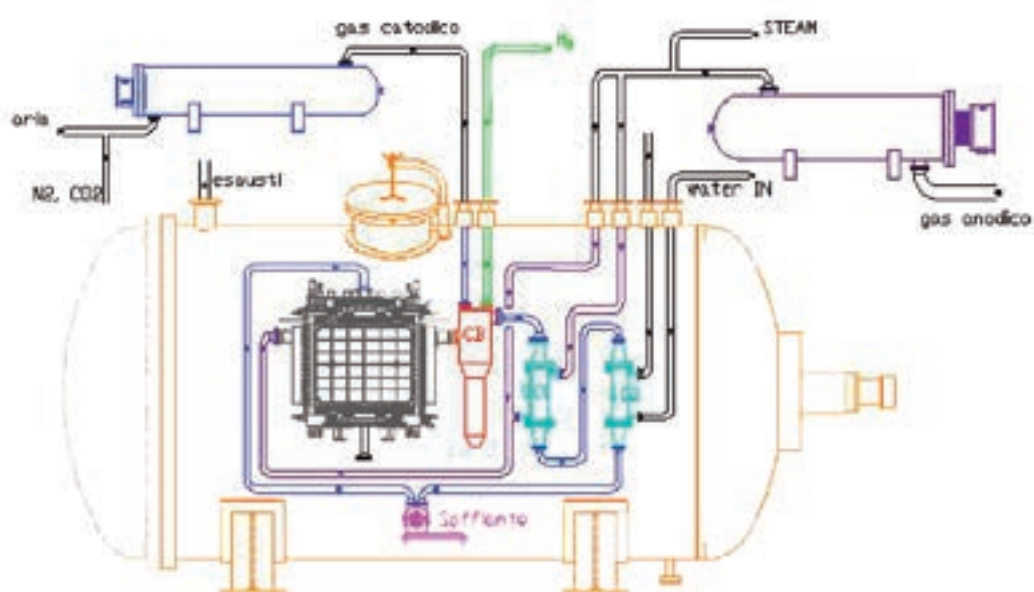 gas catodico
STEAM
aria
N2, CO2
esausti
water IN
gas anodico
CB
Soffiante